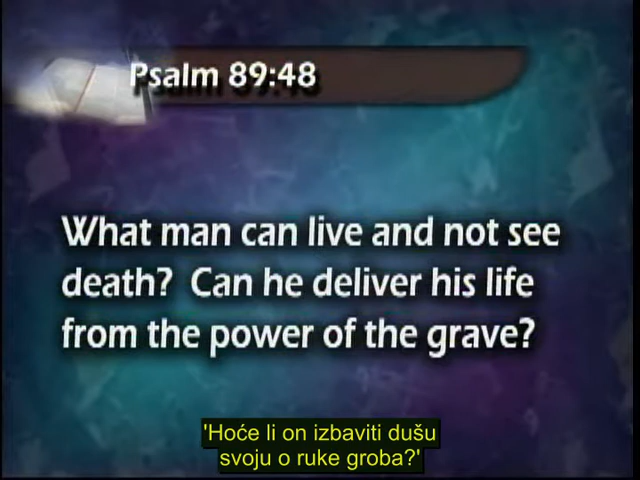 Psalm 89:48
What man can live and not see
death? Can he deliver his life
from the power of the grave?
'Hoće li on izbaviti dušu
svoju o ruke groba?'